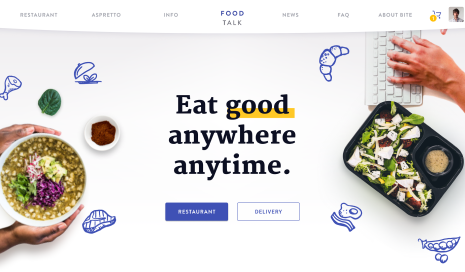 RESTAURANT
ASPRETTO
INFO
FOOD
TALK
NEWS
FAQ
ABOUT BITE
Eat good
anywhere
anytime.
RESTAURANT
DELIVERY